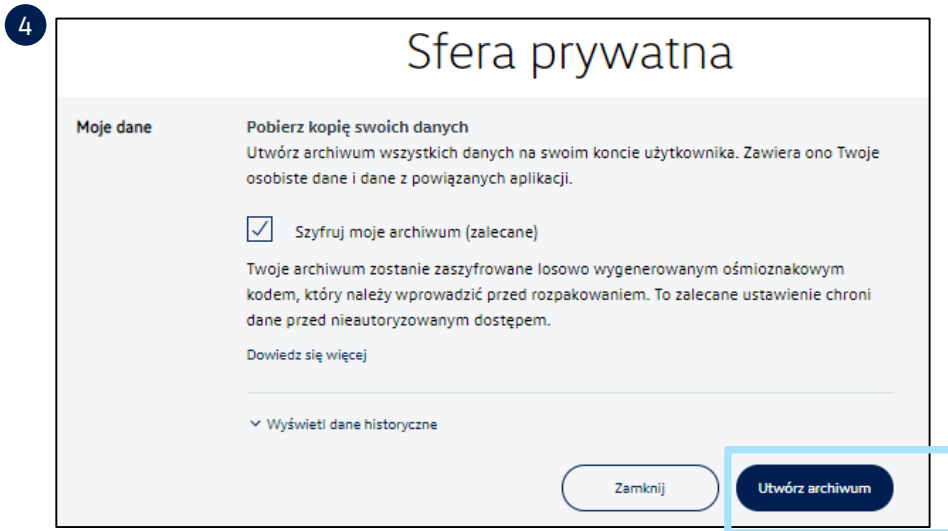 4
Sfera prywatna
Moje dane
Pobierz kopię swoich danych
Utwórz archiwum wszystkich danych na swoim koncie użytkownika. Zawiera ono Twoje
osobiste dane i dane z powiązanych aplikacji.
Szyfruj moje archiwum (zalecane)
Twoje archiwum zostanie zaszyfrowane losowo wygenerowanym ośmioznakowym
kodem, który należy wprowadzić przed rozpakowaniem. To zalecane ustawienie chroni
dane przed nieautoryzowanym dostępem.
Dowiedz się więcej
Wyświetl dane historyczne
Zamknij
Utwórz archiwum